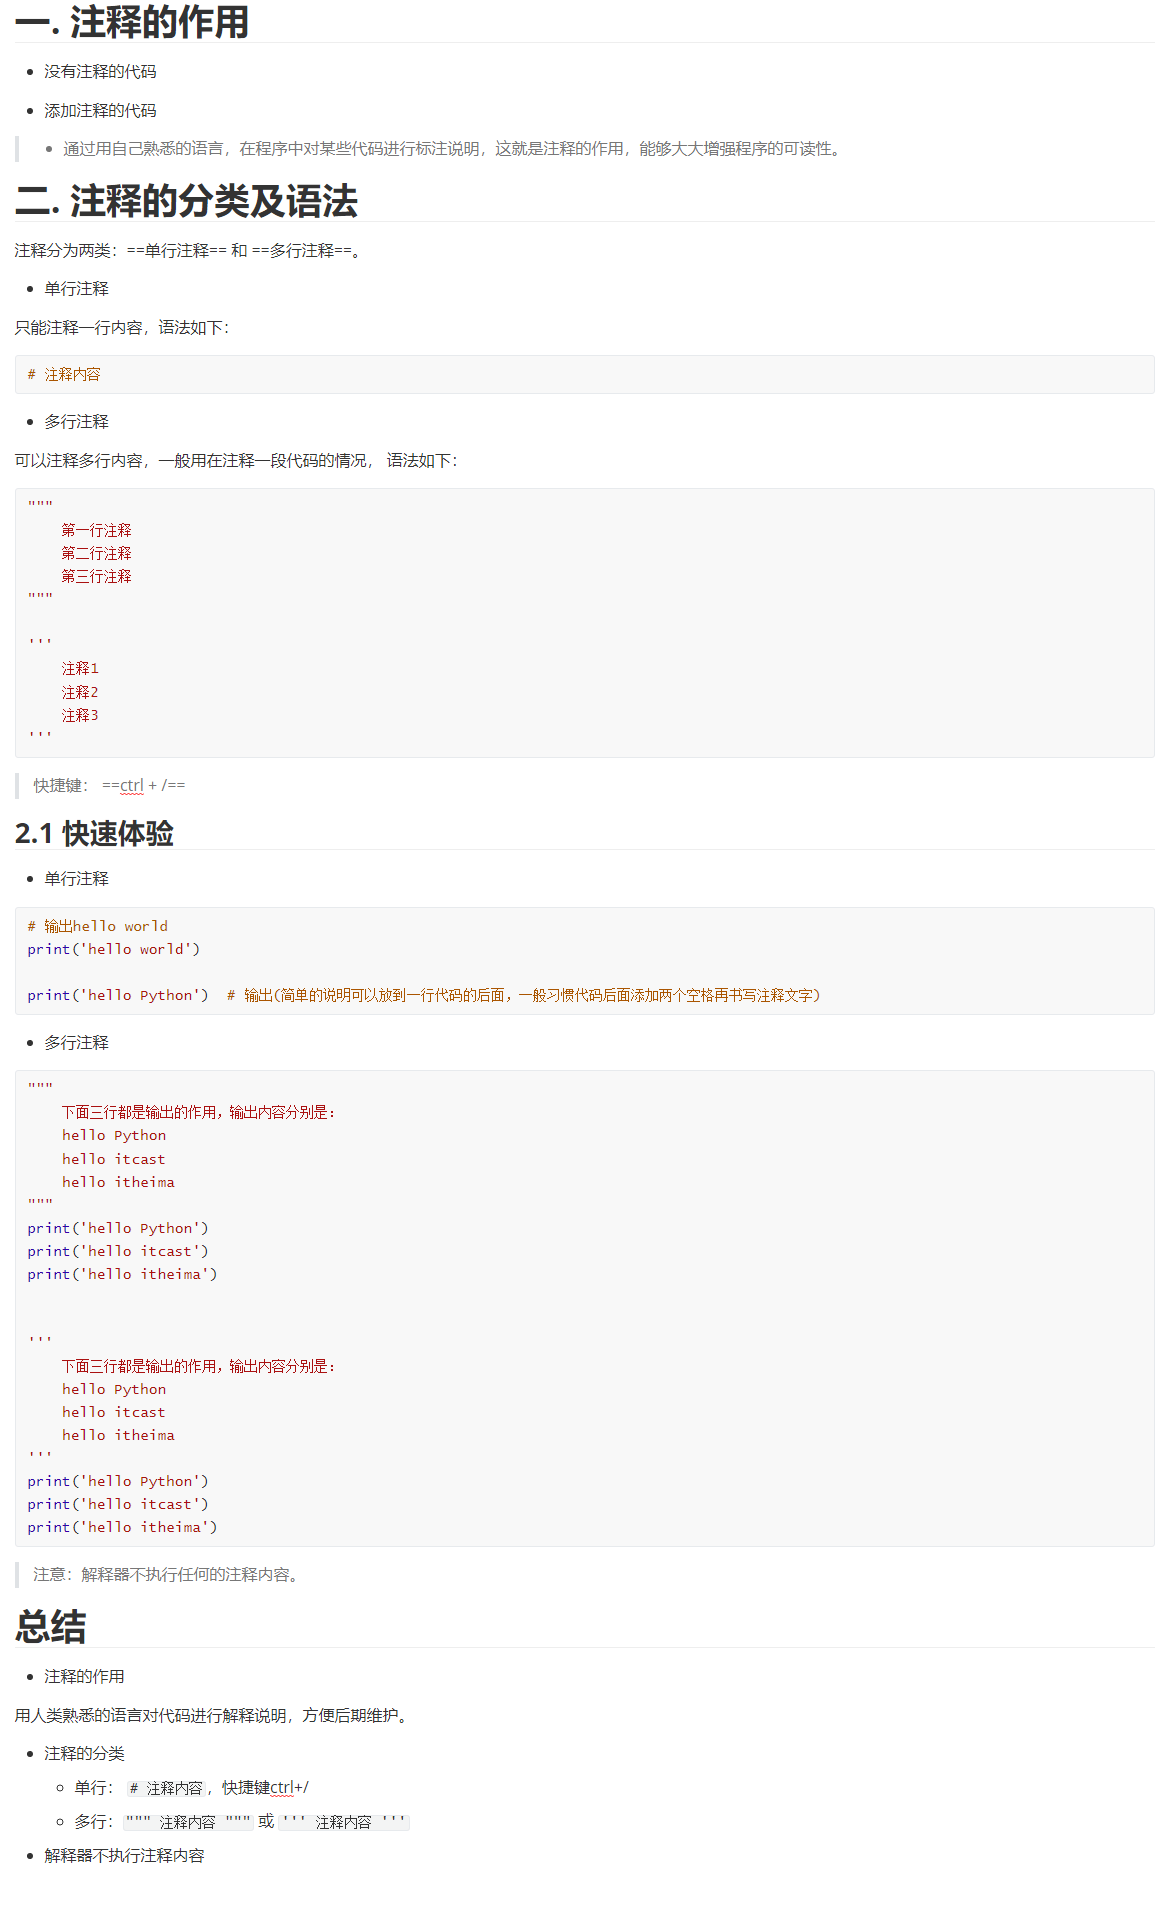 一. 注释的作用
没有注释的代码
添加注释的代码
通过用自己熟悉的语言，在程序中对某些代码进行标注说明，这就是注释的作用，能够大大增强程序的可读性。
二. 注释的分类及语法
注释分为两类：==单行注释== 和 ==多行注释==。
单行注释
只能注释一行内容，语法如下：
# 注释内容
多行注释
可以注释多行内容，一般用在注释一段代码的情况， 语法如下：
"""
    第一行注释
    第二行注释
    第三行注释
"""
'''
    注释1
    注释2
    注释3
'''
快捷键： ==ctrl + /==
2.1 快速体验
单行注释
# 输出hello world
print('hello world')
print('hello Python')  # 输出(简单的说明可以放到一行代码的后面，一般习惯代码后面添加两个空格再书写注释文字)
多行注释
"""
    下面三行都是输出的作用，输出内容分别是：
    hello Python
    hello itcast
    hello itheima
"""
print('hello Python')
print('hello itcast')
print('hello itheima')
'''
    下面三行都是输出的作用，输出内容分别是：
    hello Python
    hello itcast
    hello itheima
'''
print('hello Python')
print('hello itcast')
print('hello itheima')
注意：解释器不执行任何的注释内容。
总结
注释的作用
用人类熟悉的语言对代码进行解释说明，方便后期维护。
注释的分类
单行： # 注释内容，快捷键ctrl+/
多行：""" 注释内容 """ 或 ''' 注释内容 '''
解释器不执行注释内容